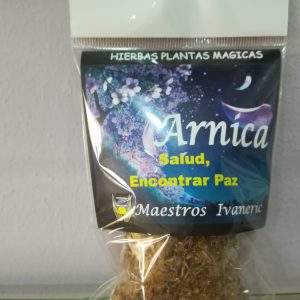 HIERBAS PLANTAS MAGICAS
Arnica
Salud,
Encontrar Paz
Maestros Ivaneric